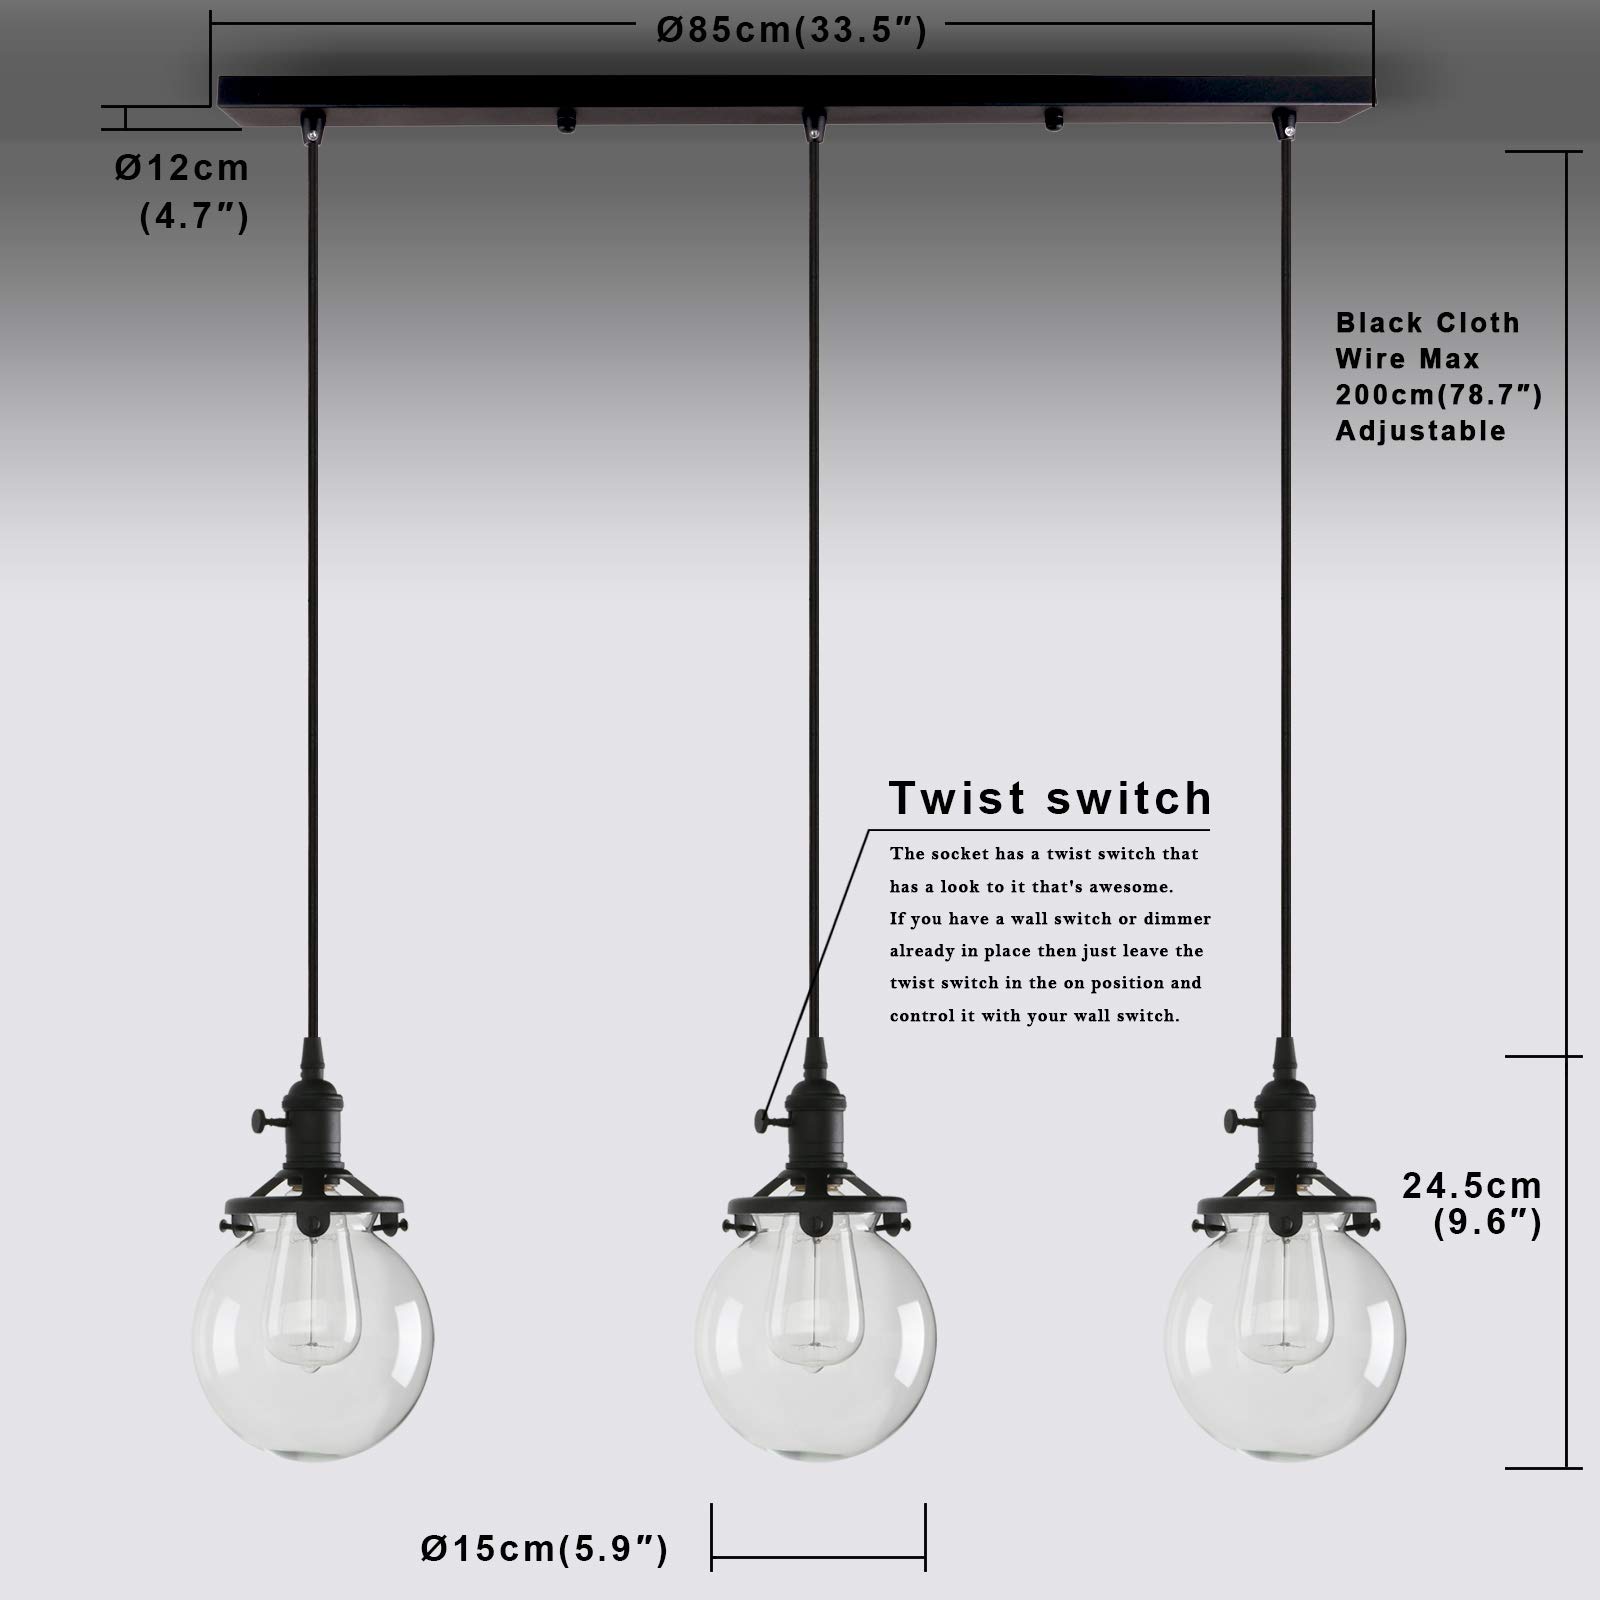 Ø85cm(33.5″)
Ø12cm
(4.7″)
Black Cloth
Wire Max
200cm(78.7″)
Adjustable
Twist switch
The socket has a twist switch that
has a look to it that's awesome.
If you have a wall switch or dimmer
already in place then just leave the
twist switch in the on position and
control it with your wall switch.
24.5cm
(9.6″)
Ø15cm(5.9″)